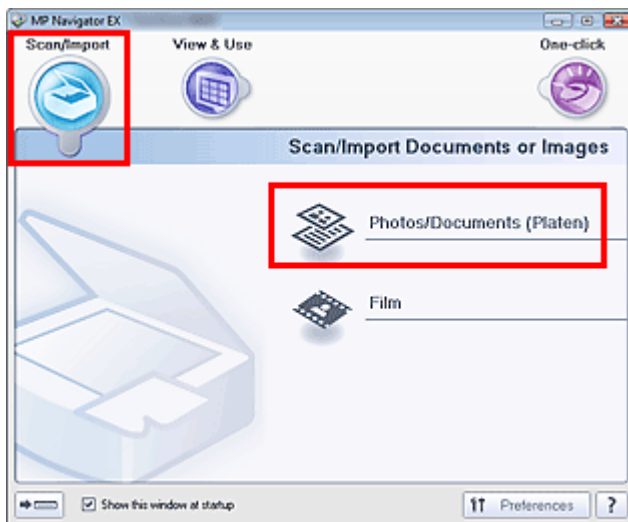 MP Navigator EX
Scan/Import View & Use One-click
Scan/Import Documents or Images
Photos/Documents (Platen)
Film
Show this window at startup
Preferences ?